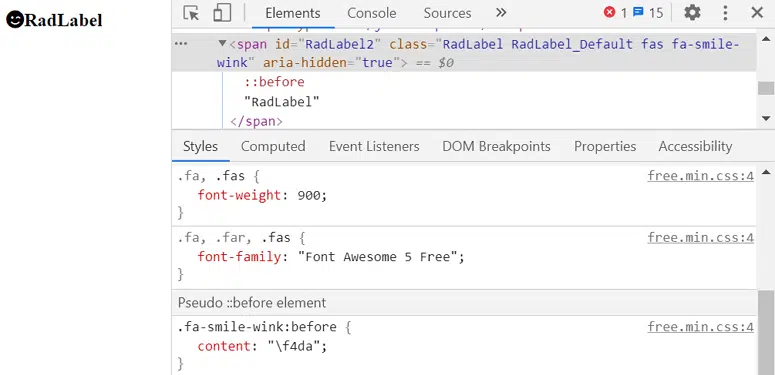 RadLabel
Elements Console Sources » 1 15
<span id="RadLabel2" class="RadLabel RadLabel_Default fas fa-smile-
wink" aria-hidden="true"> == $0
::before
"RadLabel"
</span>
Styles Computed Event Listeners DOM Breakpoints Properties Accessibility
.fa, .fas { free.min.css:4
font-weight: 900;
}
.fa, .far, .fas { free.min.css:4
font-family: "Font Awesome 5 Free";
}
Pseudo ::before element
.fa-smile-wink:before { free.min.css:4
content: "\f4da";
}